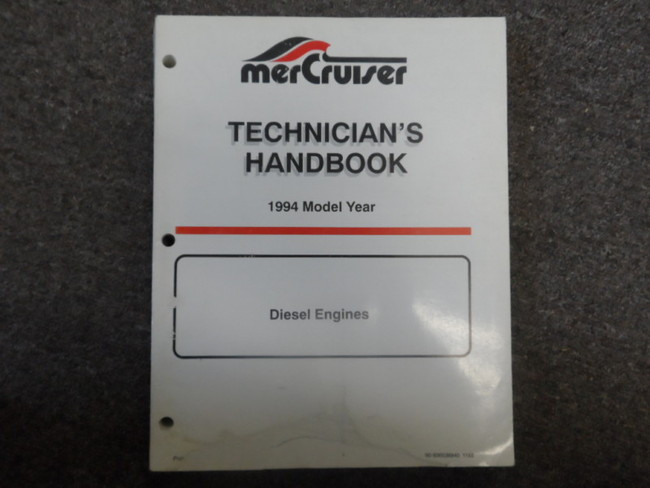 merCruiser
TECHNICIAN'S
HANDBOOK
1994 Model Year
Diesel Engines